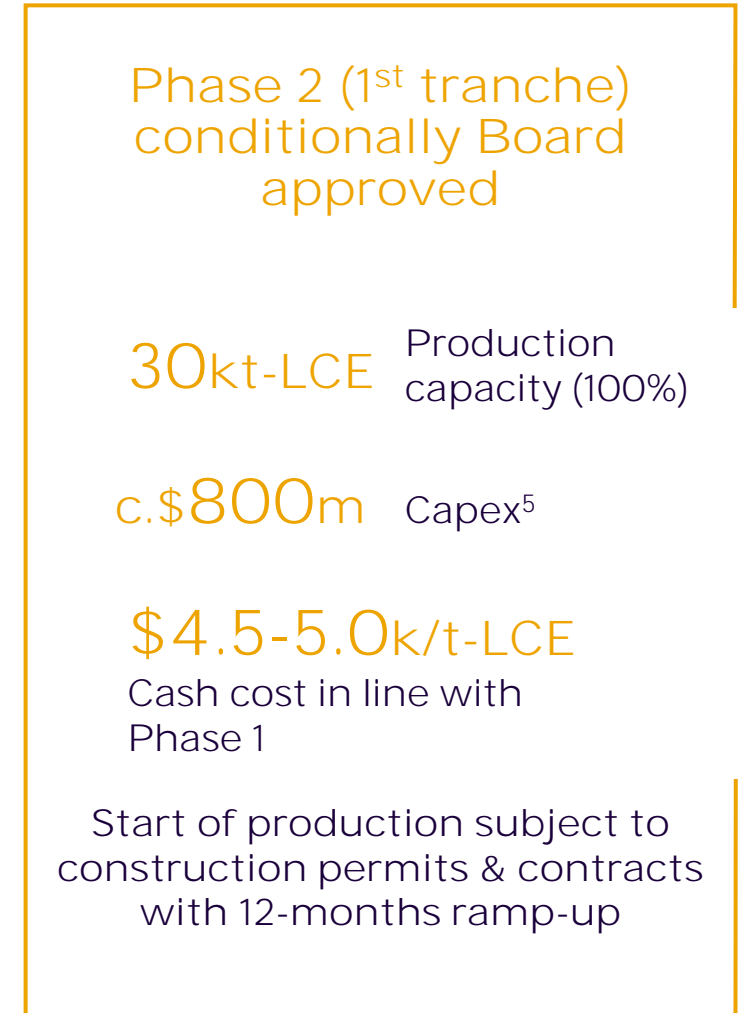 Phase 2 (1st tranche)
conditionally Board
approved
30kt-LCE
Production
capacity (100%)
c.$800m
Capex5
$4.5-5.0k/t-LCE
Cash cost in line with
Phase 1
Start of production subject to
construction permits & contracts
with 12-months ramp-up